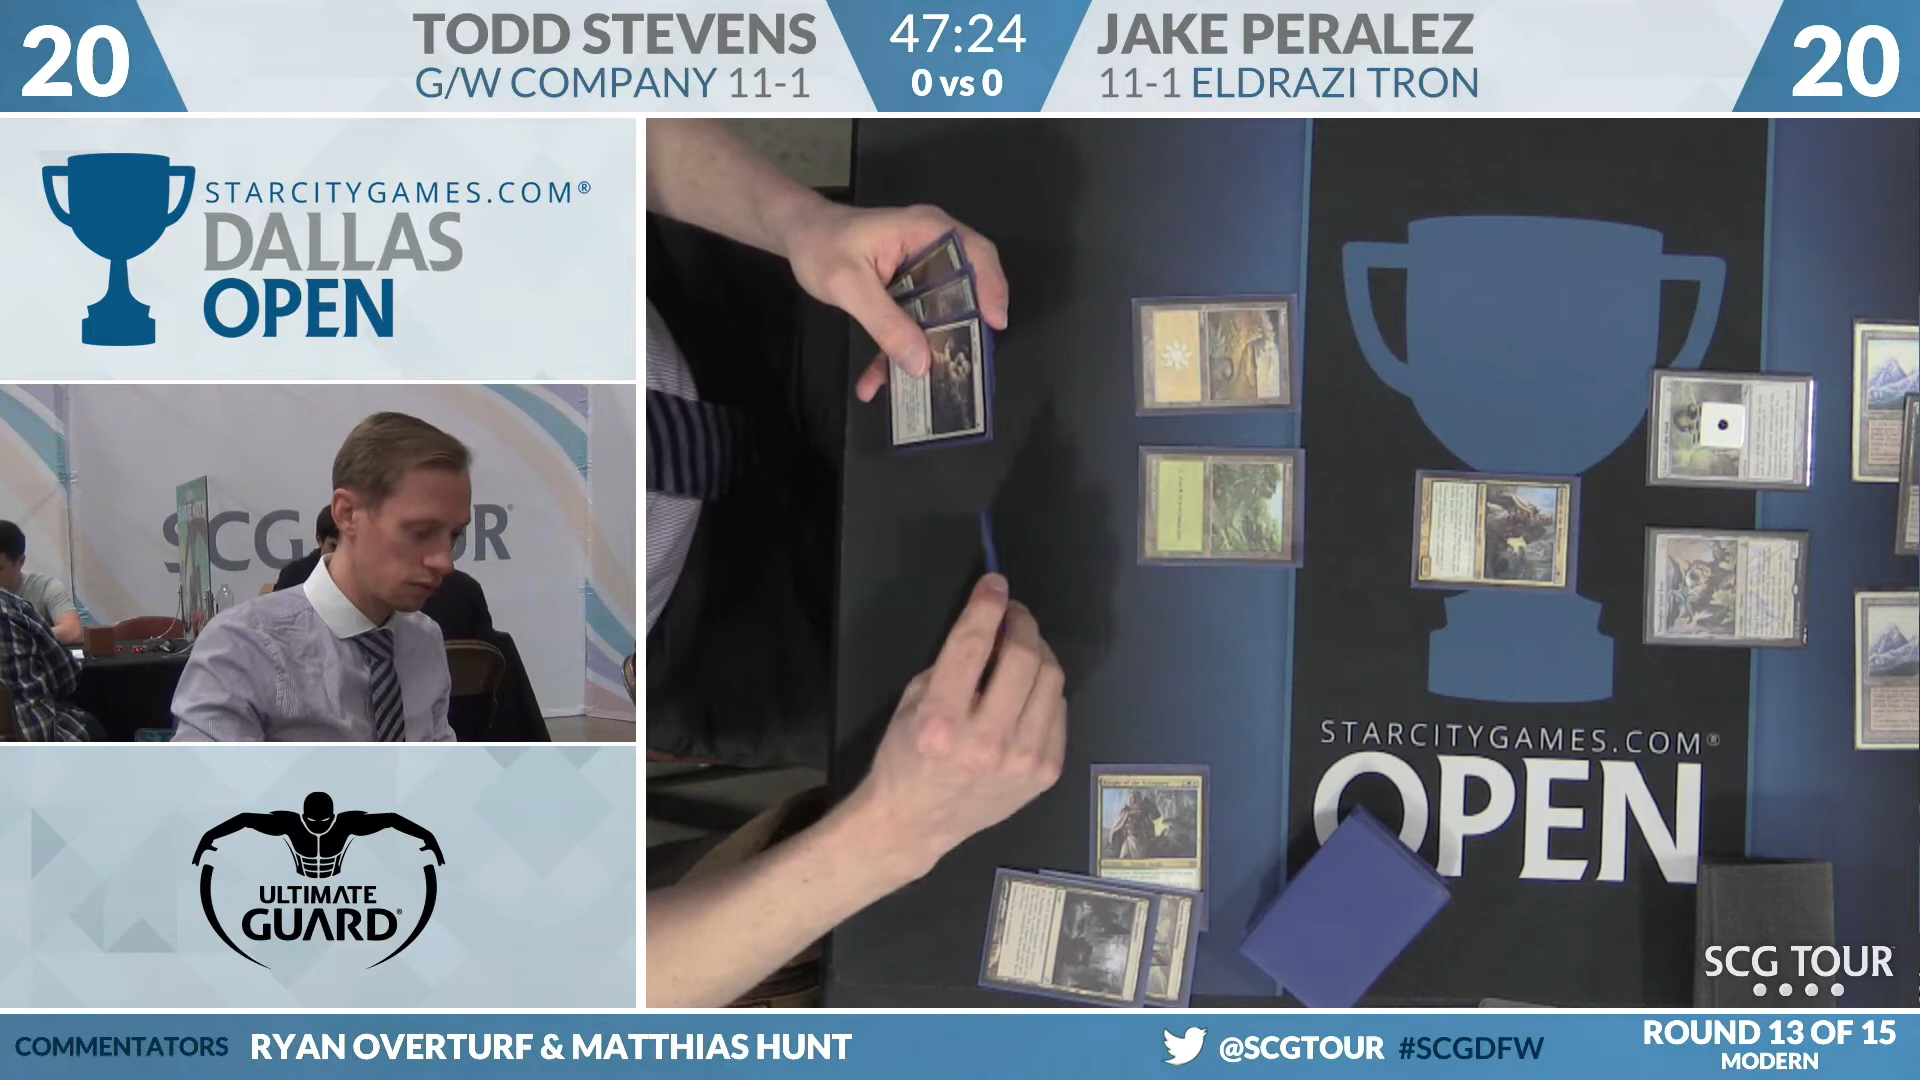 20
TODD STEVENS
G/W COMPANY 11-1
47:24
0 vs 0
JAKE PERALEZ
11-1 ELDRAZI TRON
20
STARCITYGAMES.COM®
DALLAS
OPEN
SCG TOUR®
ULTIMATE
GUARD®
STARCITYGAMES.COM®
OPEN
SCG TOUR
COMMENTATORS RYAN OVERTURF & MATTHIAS HUNT
@SCGTOUR #SCGDFW
ROUND 13 OF 15
MODERN